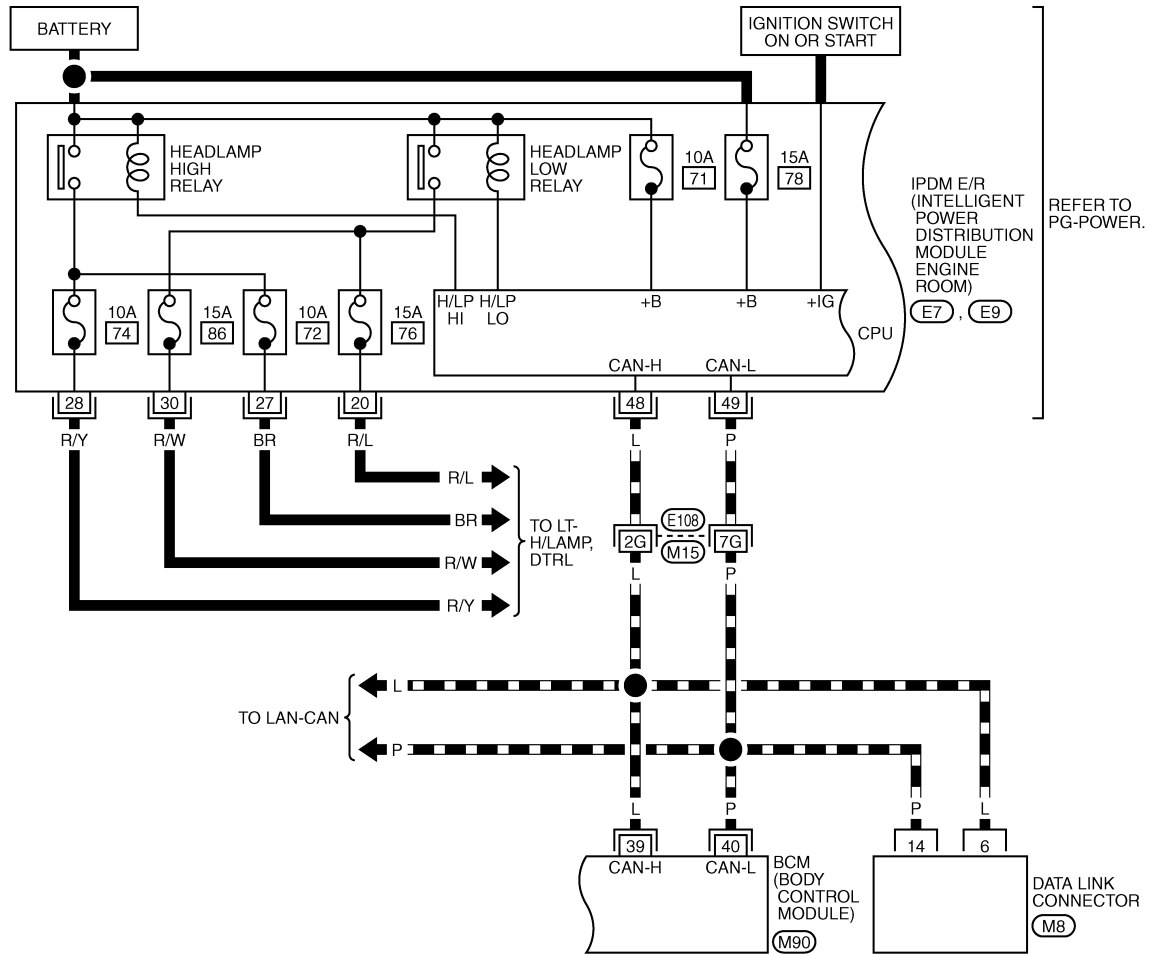 BATTERY
IGNITION SWITCH
ON OR START
HEADLAMP
HIGH
RELAY
HEADLAMP
LOW
RELAY
10A
71
15A
78
IPDM E/R
(INTELLIGENT
POWER
DISTRIBUTION
MODULE
ENGINE
ROOM)
E7 , E9
REFER TO
PG-POWER.
10A
74
15A
86
10A
72
15A
76
H/LP
HI
H/LP
LO
+B
+B
+IG
CPU
CAN-H
CAN-L
28
30
27
20
48
49
R/Y
R/W
BR
R/L
L
P
R/L
BR
R/W
R/Y
TO LT-
H/LAMP,
DTRL
2G
E108
M15
7G
L
P
TO LAN-CAN
L
P
L
P
P
L
39
40
14
6
CAN-H
CAN-L
BCM
(BODY
CONTROL
MODULE)
M90
DATA LINK
CONNECTOR
M8